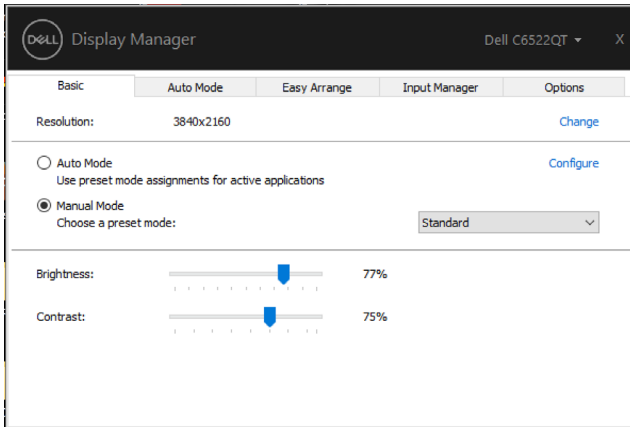 DELL Display Manager Dell C6522QT X
Basic Auto Mode Easy Arrange Input Manager Options
Resolution: 3840x2160 Change
Auto Mode Configure
Use preset mode assignments for active applications
Manual Mode
Choose a preset mode: Standard
Brightness: 77%
Contrast: 75%